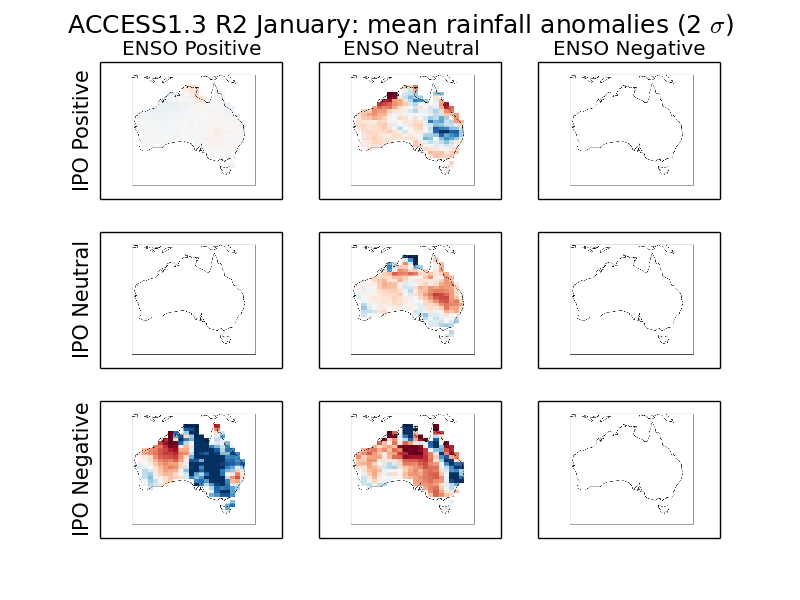 ACCESS1.3 R2 January: mean rainfall anomalies (2 σ)
ENSO Positive
ENSO Neutral
ENSO Negative
IPO Positive
IPO Neutral
IPO Negative